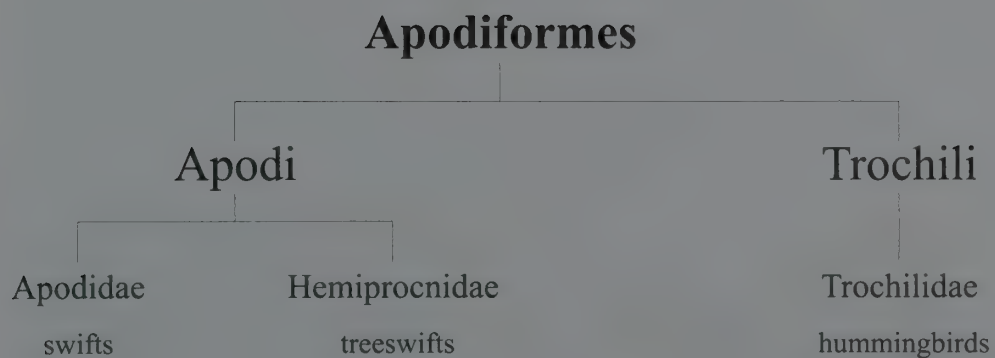 Apodiformes
Apodi Trochili
Apodidae Hemiprocnidae Trochilidae
swifts treeswifts hummingbirds